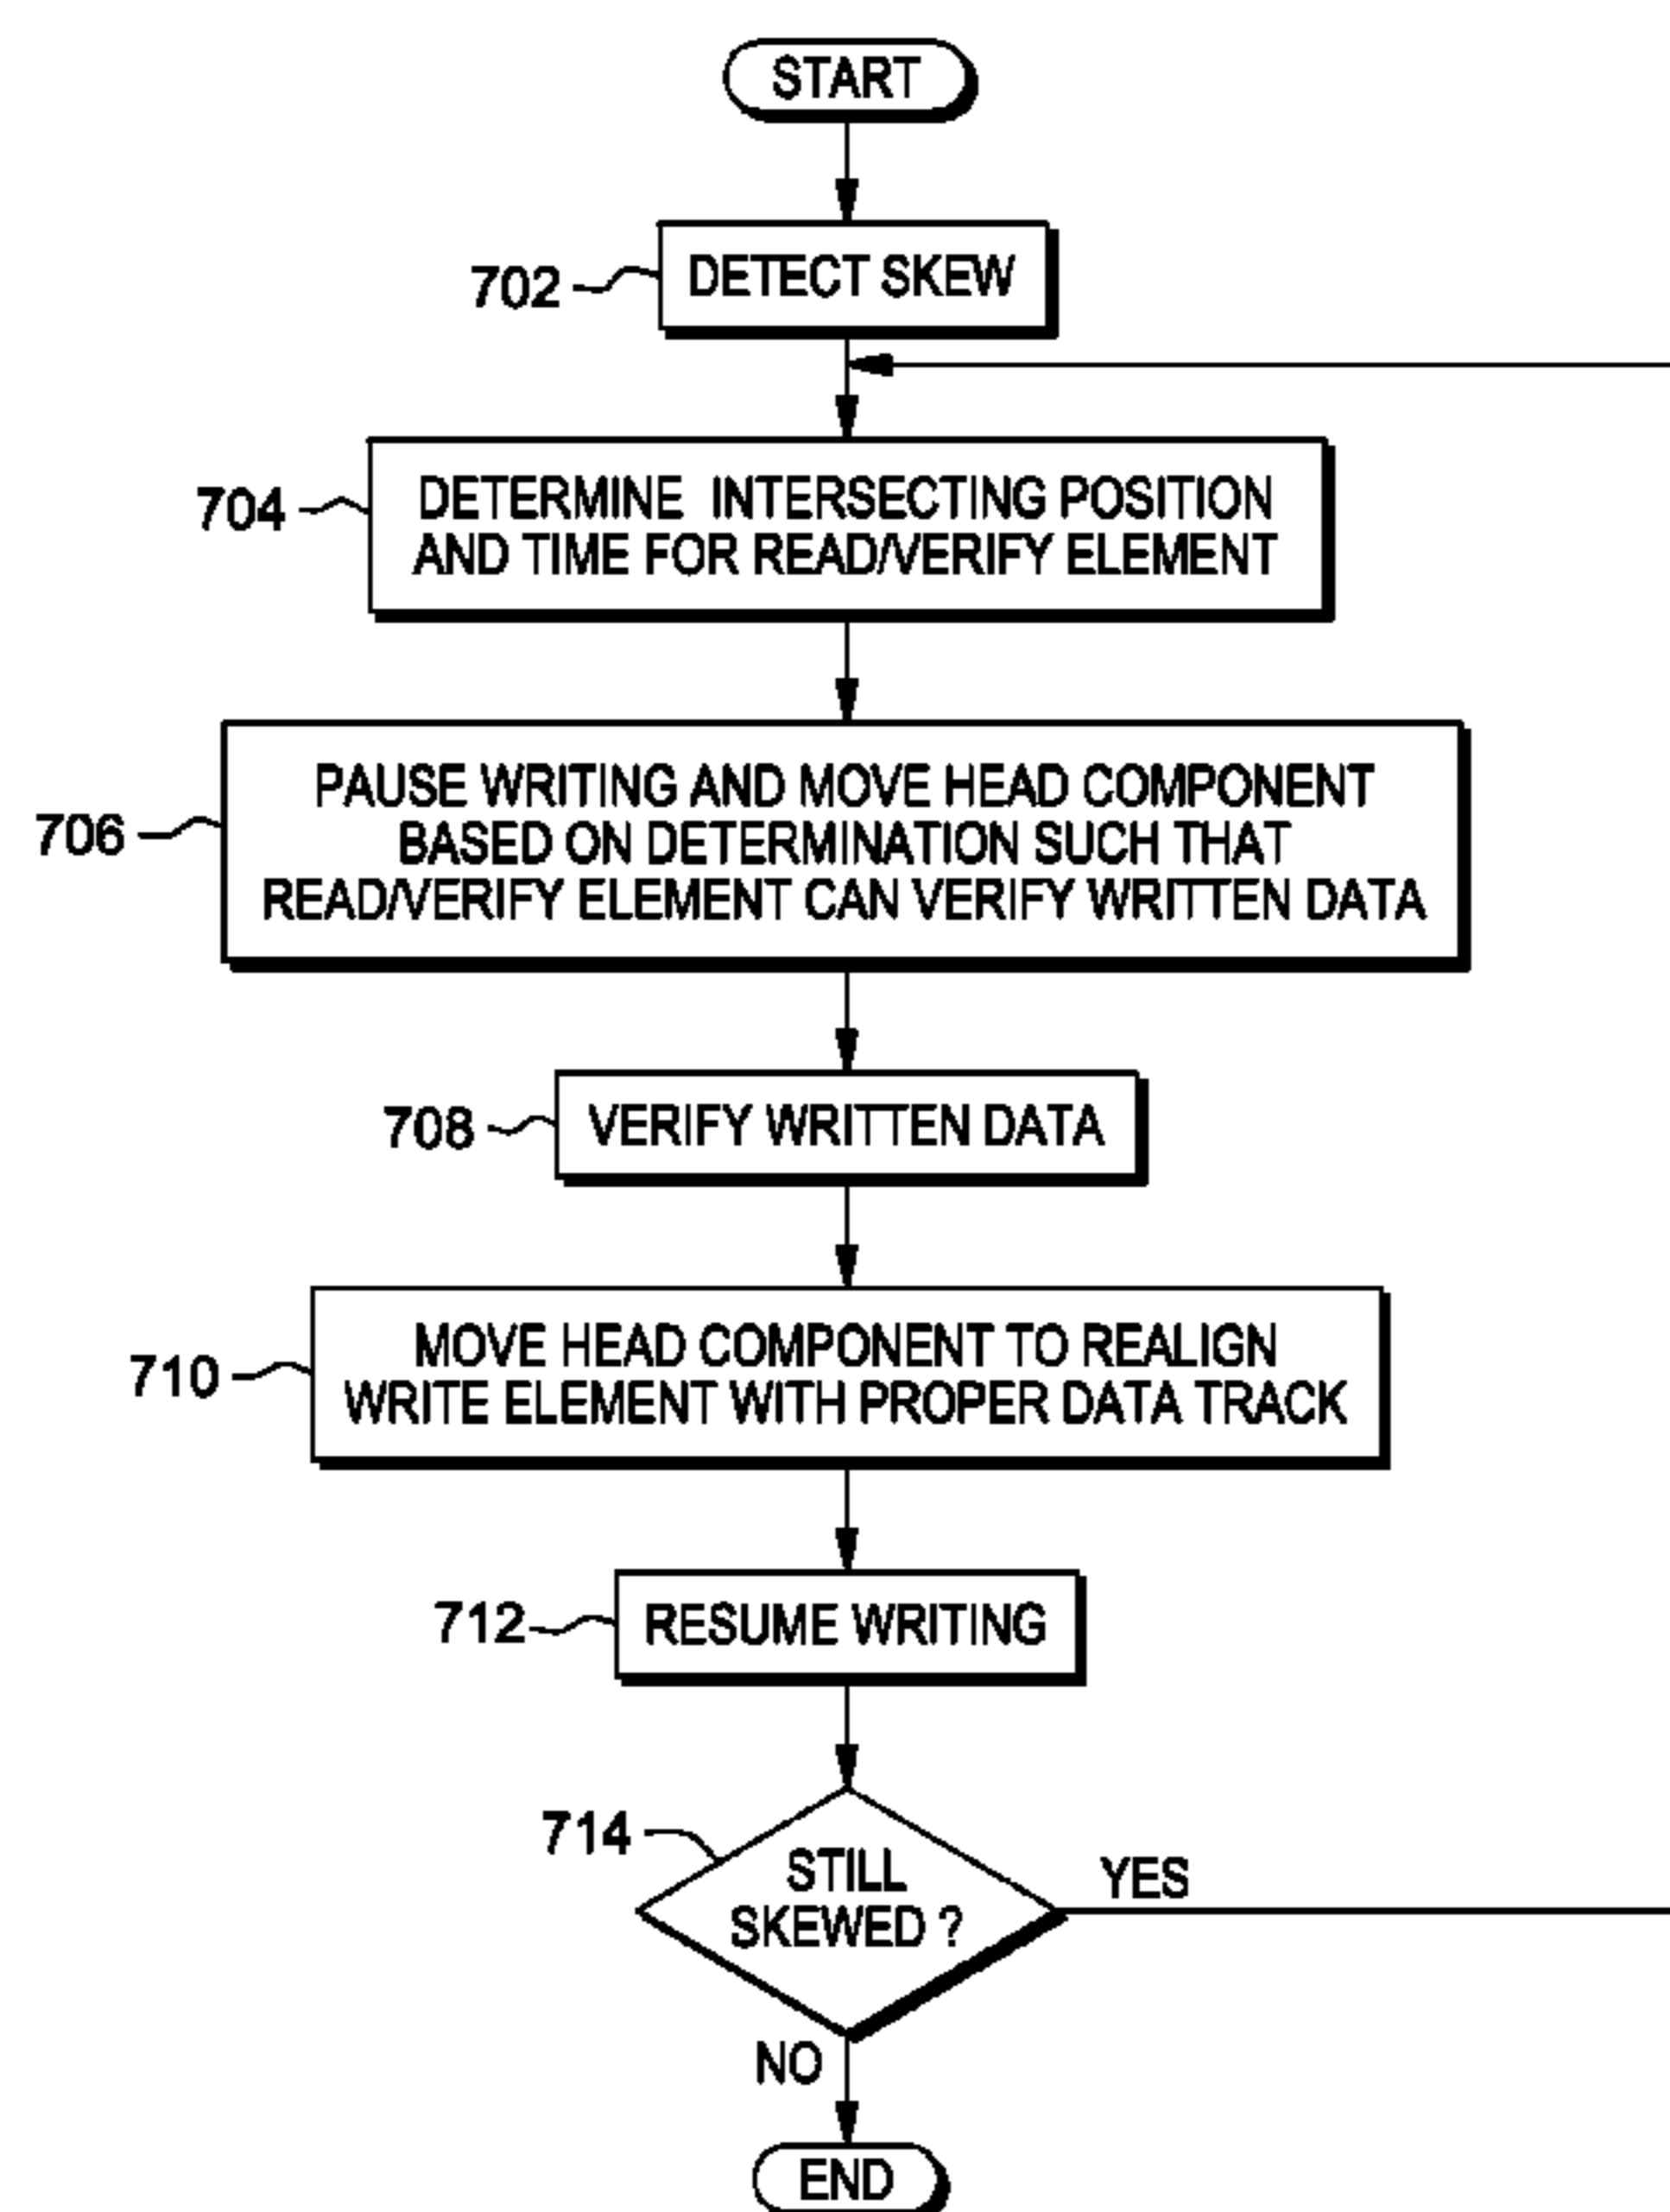 START
702
DETECT SKEW
704
DETERMINE INTERSECTING POSITION
AND TIME FOR READ/VERIFY ELEMENT
706
PAUSE WRITING AND MOVE HEAD COMPONENT
BASED ON DETERMINATION SUCH THAT
READ/VERIFY ELEMENT CAN VERIFY WRITTEN DATA
708
VERIFY WRITTEN DATA
710
MOVE HEAD COMPONENT TO REALIGN
WRITE ELEMENT WITH PROPER DATA TRACK
712
RESUME WRITING
714
STILL
SKEWED ?
YES
NO
END